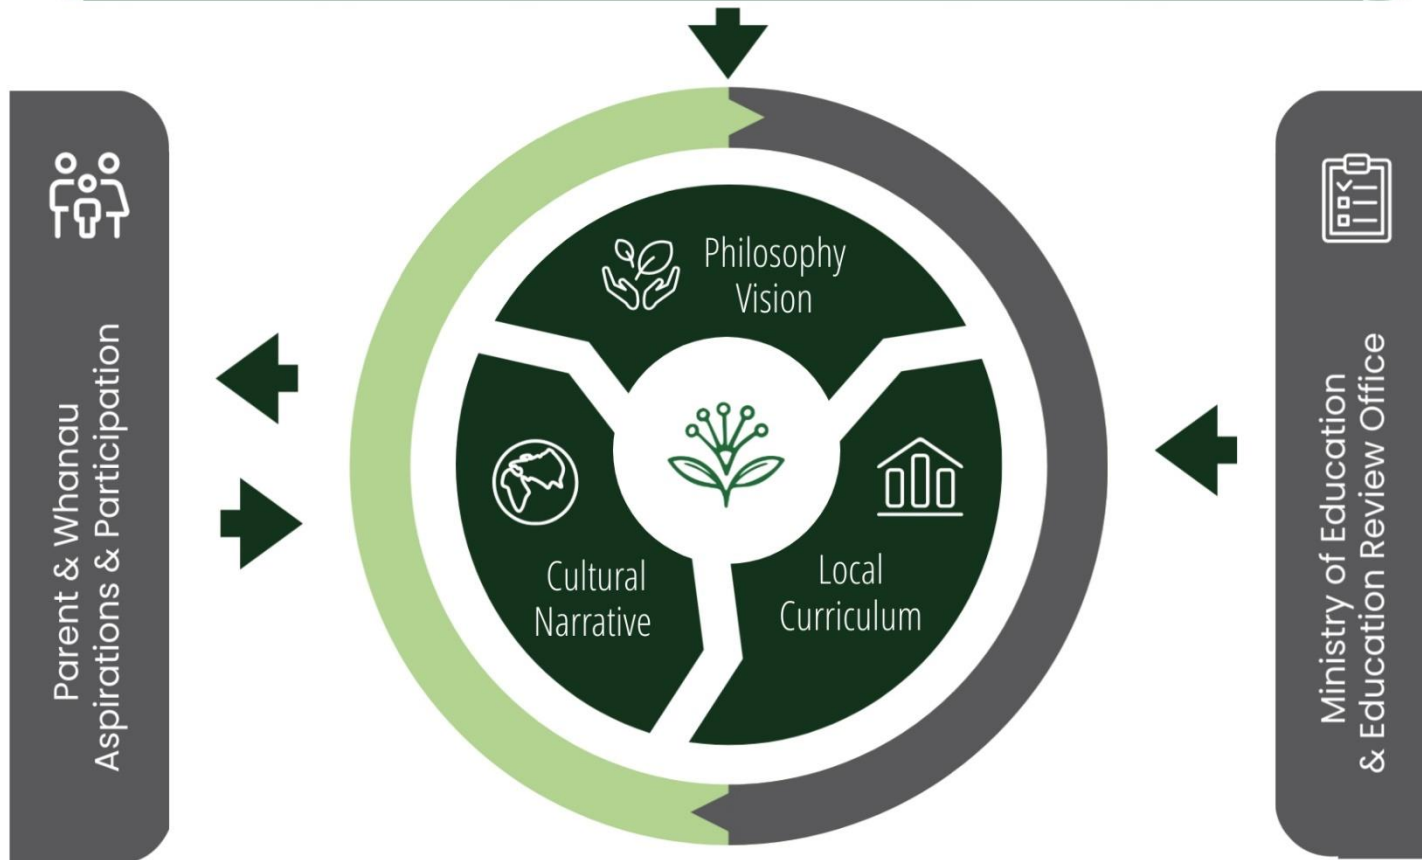 Parent & Whanau
Aspirations & Participation
Philosophy
Vision
Cultural
Narrative
Local
Curriculum
Ministry of Education
& Education Review Office